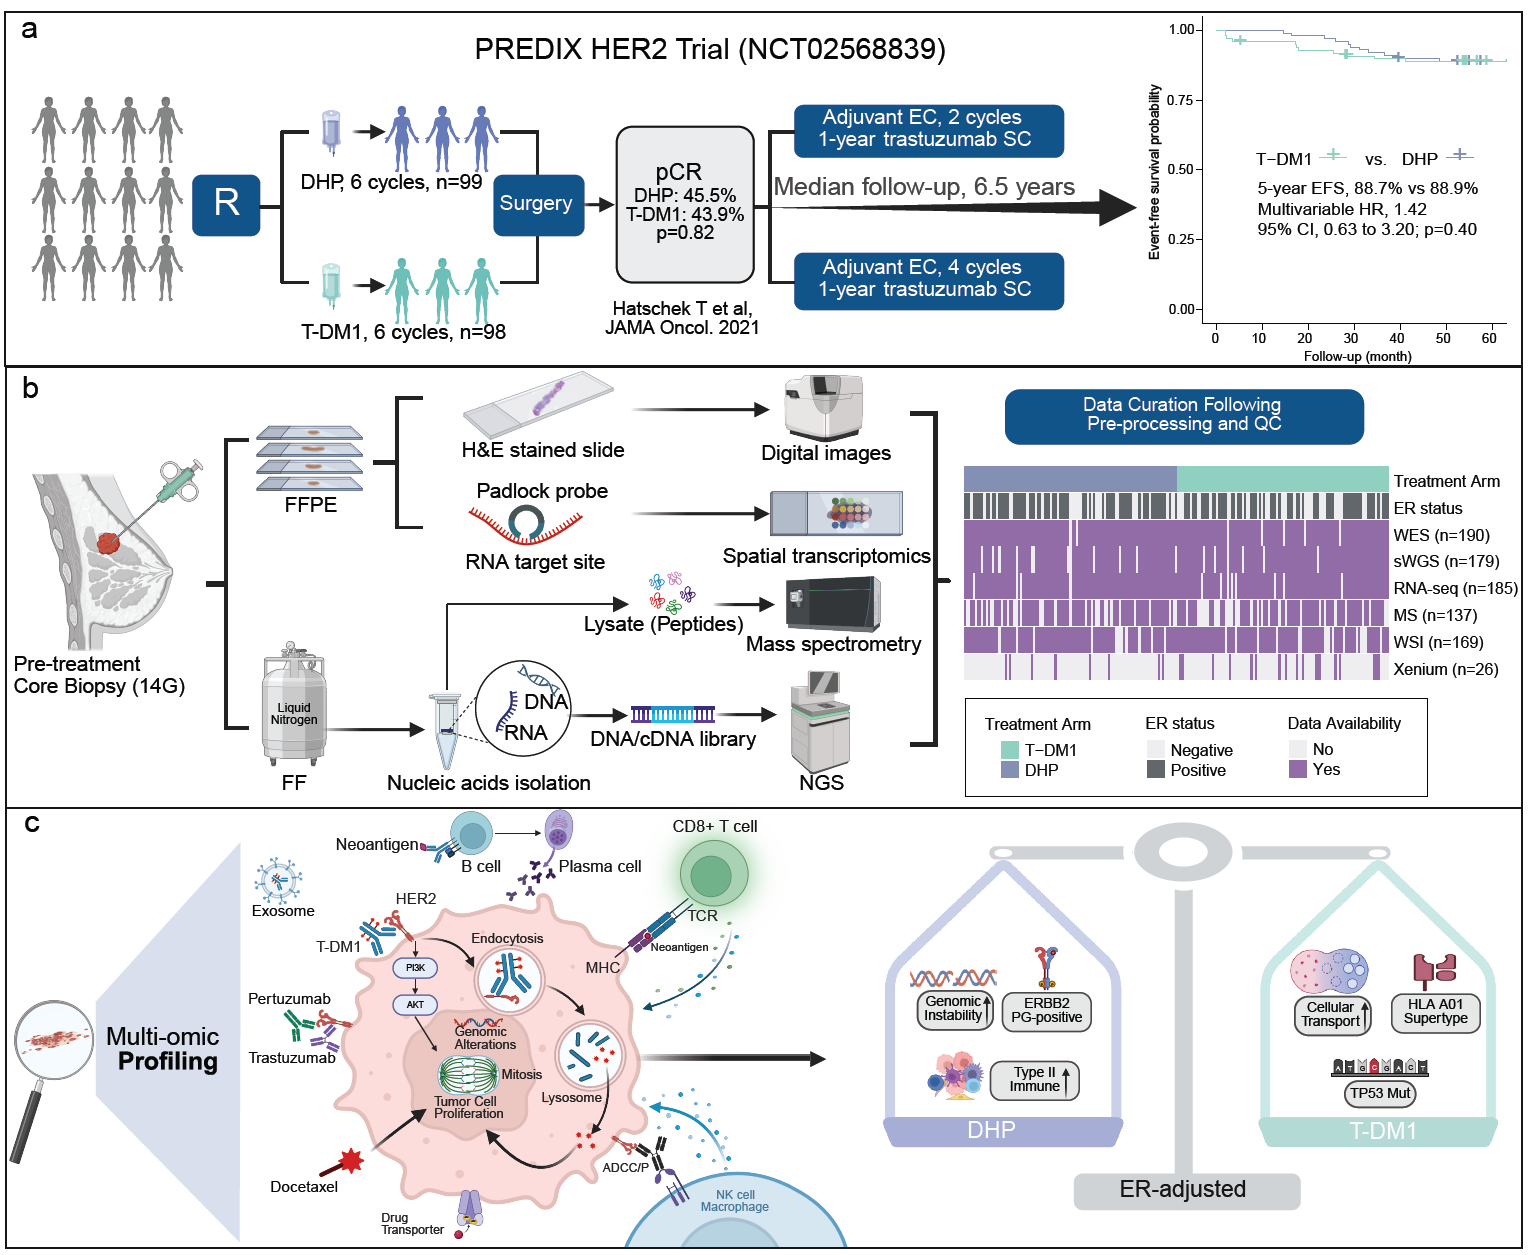 a
PREDIX HER2 Trial (NCT02568839)
R
DHP, 6 cycles, n=99
T-DM1, 6 cycles, n=98
Surgery
pCR
DHP: 45.5%
T-DM1: 43.9%
p=0.82
Hatschek T et al,
JAMA Oncol. 2021
Adjuvant EC, 2 cycles
1-year trastuzumab SC
Median follow-up, 6.5 years
Adjuvant EC, 4 cycles
1-year trastuzumab SC
Event-free survival probability
1.00
0.75
0.50
0.25
0.00
T−DM1 vs. DHP
5-year EFS, 88.7% vs 88.9%
Multivariable HR, 1.42
95% CI, 0.63 to 3.20; p=0.40
0 10 20 30 40 50 60
Follow-up (month)
b
Pre-treatment
Core Biopsy (14G)
FFPE
Liquid
Nitrogen
FF
H&E stained slide
Digital images
Padlock probe
RNA target site
Spatial transcriptomics
Lysate (Peptides)
Mass spectrometry
DNA
RNA
Nucleic acids isolation
DNA/cDNA library
NGS
Data Curation Following
Pre-processing and QC
Treatment Arm
ER status
WES (n=190)
sWGS (n=179)
RNA-seq (n=185)
MS (n=137)
WSI (n=169)
Xenium (n=26)
Treatment Arm
T−DM1
DHP
ER status
Negative
Positive
Data Availability
No
Yes
c
Multi-omic
Profiling
Exosome
Neoantigen
B cell
Plasma cell
CD8+ T cell
TCR
Neoantigen
MHC
HER2
T-DM1
PI3K
AKT
Endocytosis
Pertuzumab
Trastuzumab
Genomic
Alterations
Mitosis
Tumor Cell
Proliferation
Lysosome
Docetaxel
Drug
Transporter
ADCC/P
NK cell
Macrophage
Genomic
Instability
ERBB2
PG-positive
Type II
Immune
DHP
Cellular
Transport
HLA A01
Supertype
A T G C G A C T
TP53 Mut
T-DM1
ER-adjusted